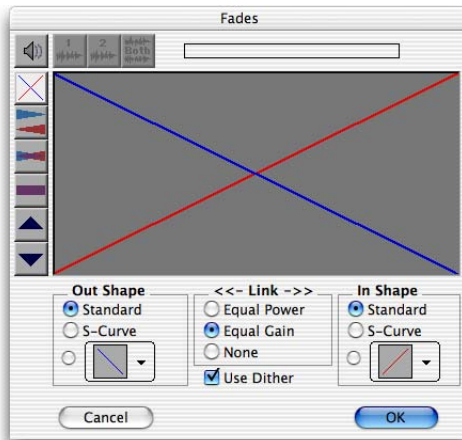 Fades
1 2 Both
Out Shape
Standard
S-Curve
<<- Link ->>
Equal Power
Equal Gain
None
Use Dither
In Shape
Standard
S-Curve
Cancel
OK